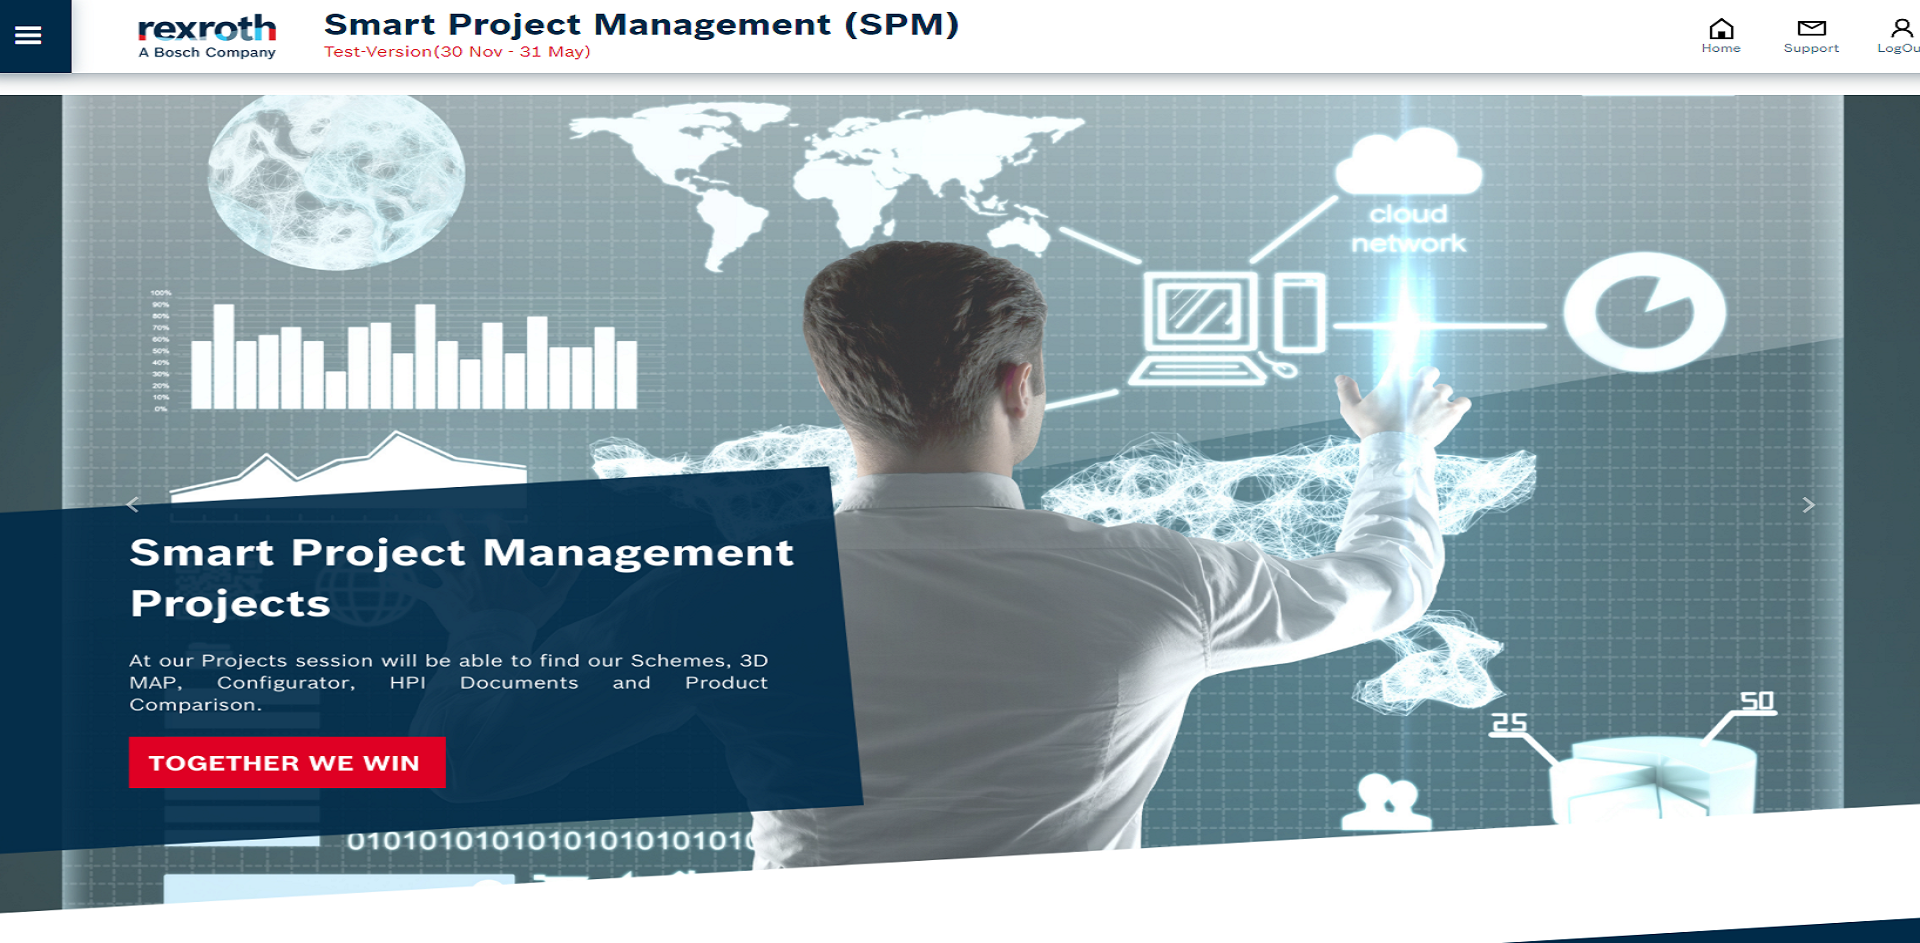 rexroth
A Bosch Company
Smart Project Management (SPM)
Test-Version(30 Nov - 31 May)
Home
Support
LogOu
cloud
network
100%
90%
80%
70%
60%
50%
40%
30%
20%
10%
0%
Smart Project Management
Projects
At our Projects session will be able to find our Schemes, 3D
MAP, Configurator, HPI Documents and Product
Comparison.
TOGETHER WE WIN
50
25
0101010101010101010101010